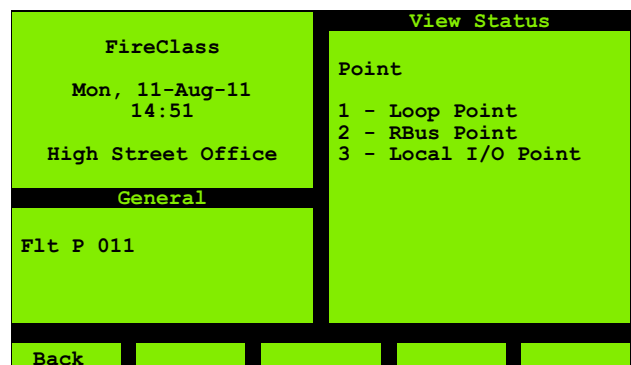 FireClass
Mon, 11-Aug-11
14:51
High Street Office
General
Flt P 011
View Status
Point
1 - Loop Point
2 - RBus Point
3 - Local I/O Point
Back